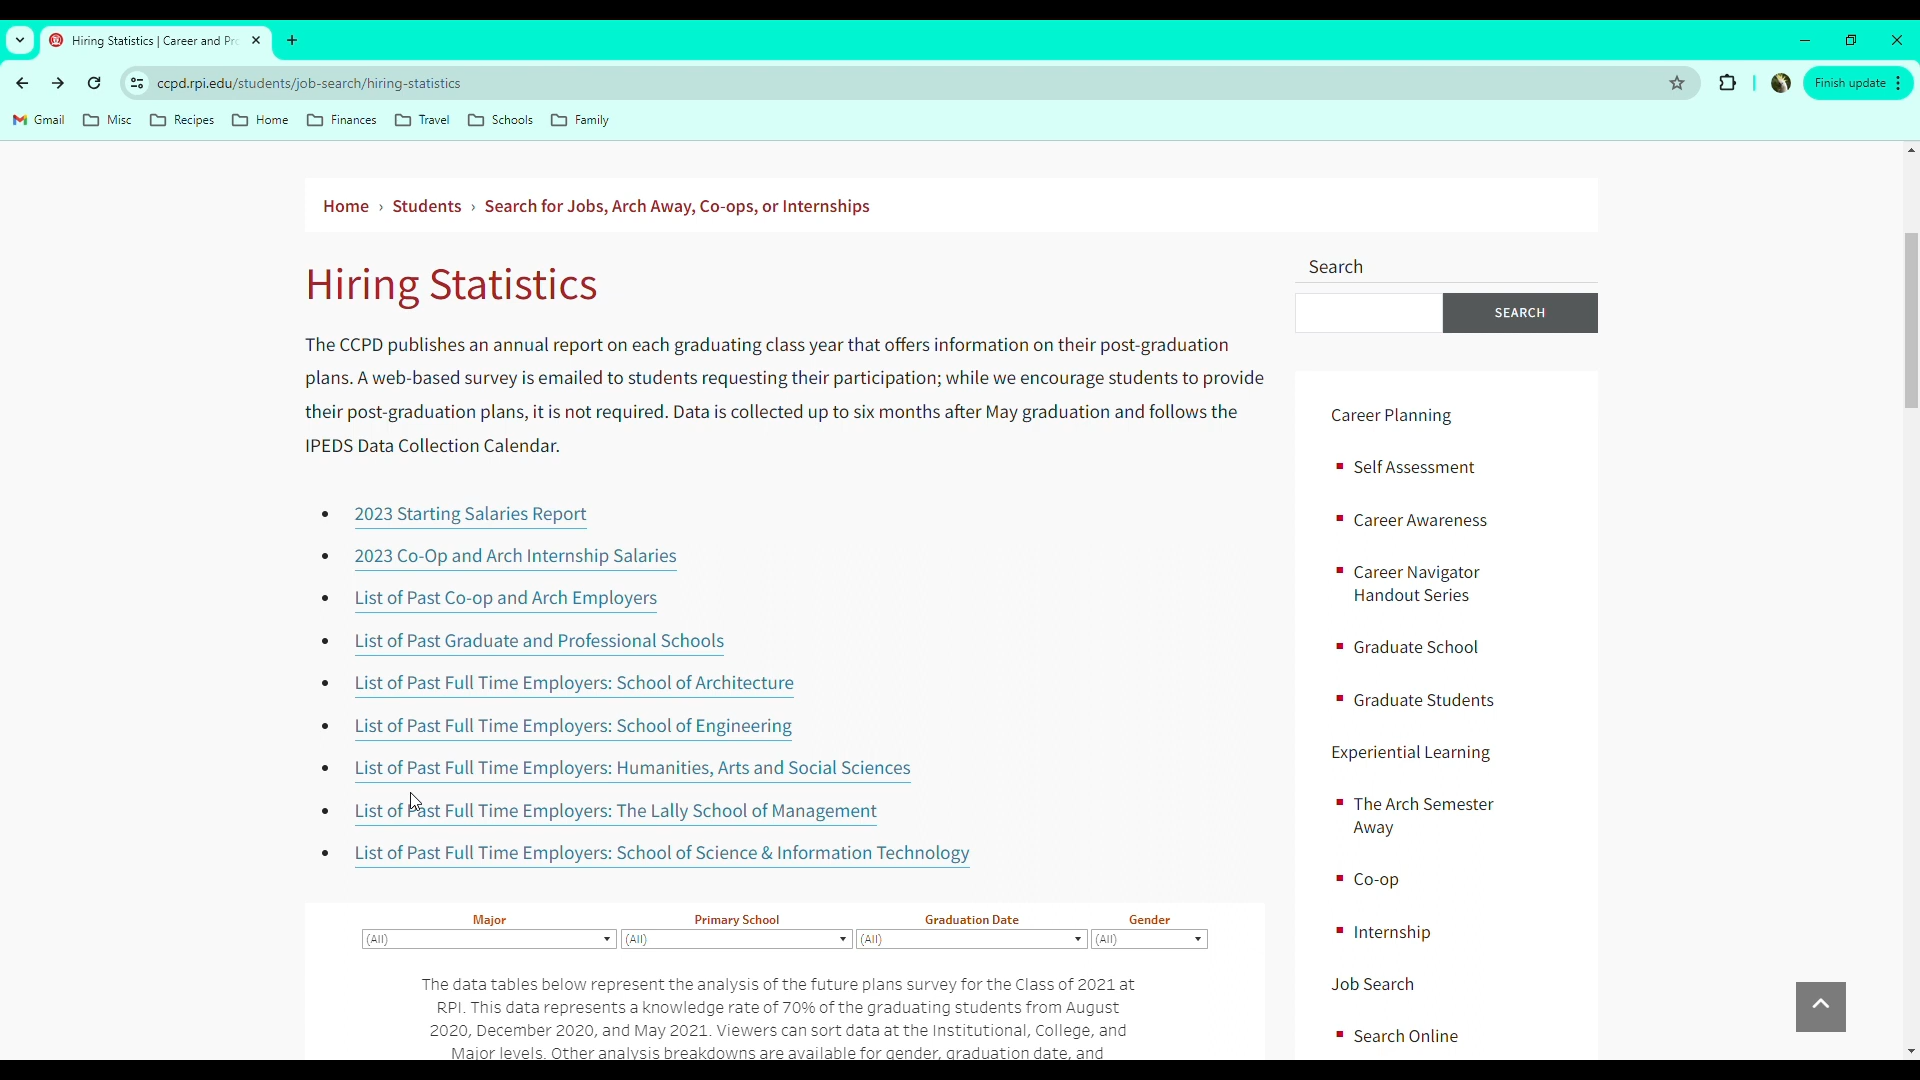 Hiring Statistics | Career and Pr
ccpd.rpi.edu/students/job-search/hiring-statistics
Finish update
Gmail
Misc
Recipes
Home
Finances
Travel
Schools
Family
Home › Students › Search for Jobs, Arch Away, Co-ops, or Internships
Hiring Statistics
The CCPD publishes an annual report on each graduating class year that offers information on their post-graduation
plans. A web-based survey is emailed to students requesting their participation; while we encourage students to provide
their post-graduation plans, it is not required. Data is collected up to six months after May graduation and follows the
IPEDS Data Collection Calendar.
2023 Starting Salaries Report
2023 Co-Op and Arch Internship Salaries
List of Past Co-op and Arch Employers
List of Past Graduate and Professional Schools
List of Past Full Time Employers: School of Architecture
List of Past Full Time Employers: School of Engineering
List of Past Full Time Employers: Humanities, Arts and Social Sciences
List of Past Full Time Employers: The Lally School of Management
List of Past Full Time Employers: School of Science & Information Technology
Major
Primary School
Graduation Date
Gender
(All)
(All)
(All)
(All)
The data tables below represent the analysis of the future plans survey for the Class of 2021 at
RPI. This data represents a knowledge rate of 70% of the graduating students from August
2020, December 2020, and May 2021. Viewers can sort data at the Institutional, College, and
Major levels. Other analysis breakdowns are available for gender, graduation date, and
Search
SEARCH
Career Planning
Self Assessment
Career Awareness
Career Navigator
Handout Series
Graduate School
Graduate Students
Experiential Learning
The Arch Semester
Away
Co-op
Internship
Job Search
Search Online